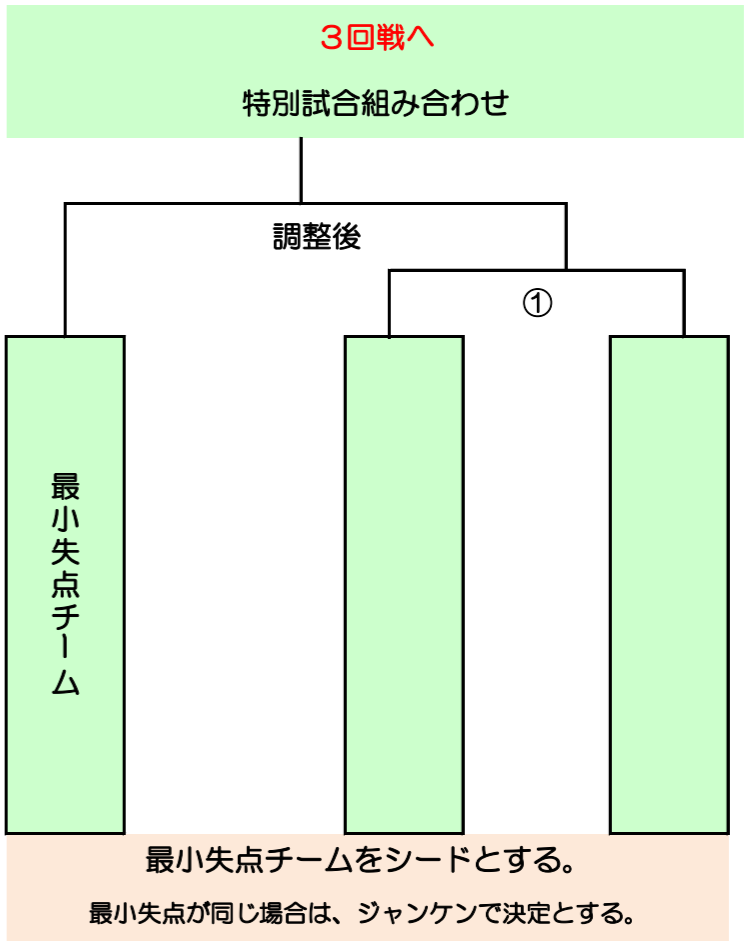 3回戦へ
特別試合組み合わせ
調整後
①
最小失点チーム
最小失点チームをシードとする。
最小失点が同じ場合は、ジャンケンで決定とする。